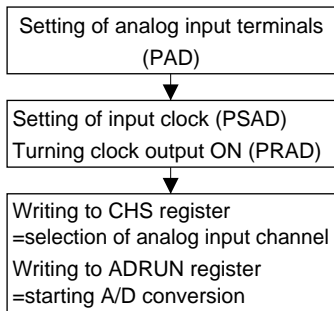 Setting of analog input terminals
(PAD)
Setting of input clock (PSAD)
Turning clock output ON (PRAD)
Writing to CHS register
=selection of analog input channel
Writing to ADRUN register
=starting A/D conversion